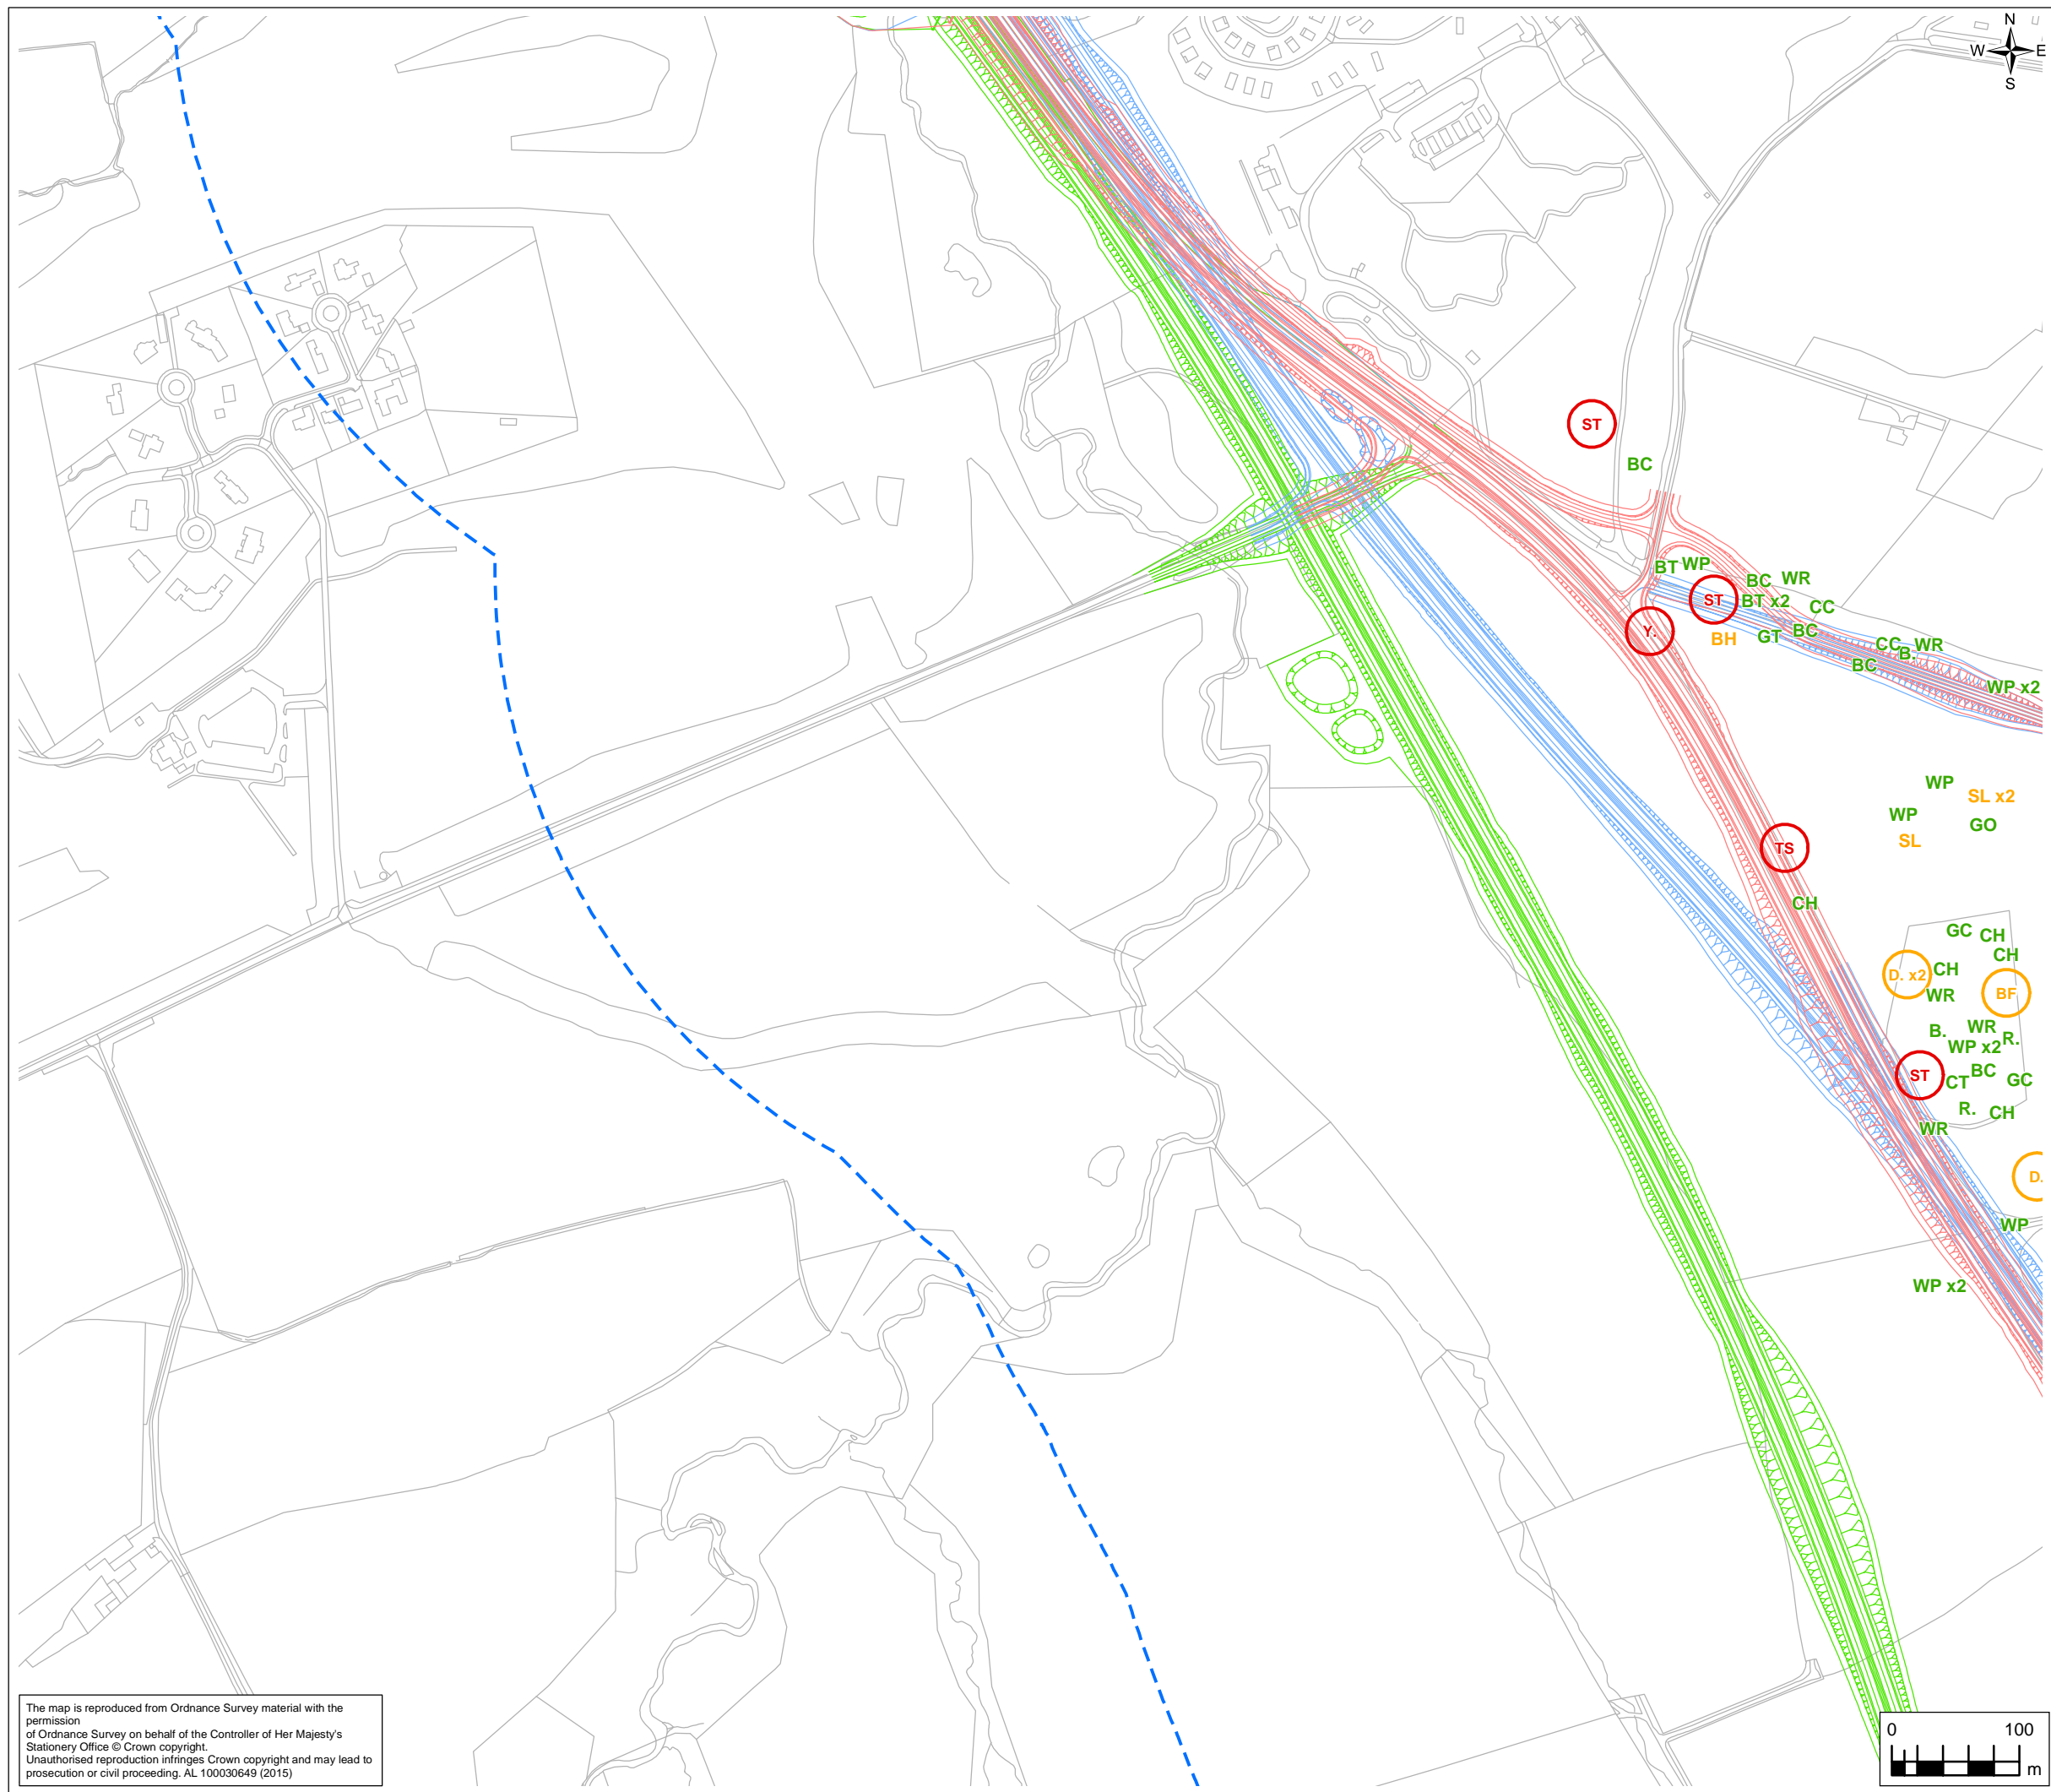 N
W E
S
ST
BC
BT WP
BC WR
ST BT x2
CC
Y.
BH
GT BC
CC B. WR
BC
WP x2
WP
SL x2
WP
GO
SL
TS
CH
GC CH
CH
D. x2 CH
WR BF
B. WR R.
WP x2
ST CT BC GC
R. CH
WR
D.
WP
WP x2
The map is reproduced from Ordnance Survey material with the
permission
of Ordnance Survey on behalf of the Controller of Her Majesty's
Stationery Office © Crown copyright.
Unauthorised reproduction infringes Crown copyright and may lead to
prosecution or civil proceeding. AL 100030649 (2015)
0 100
m